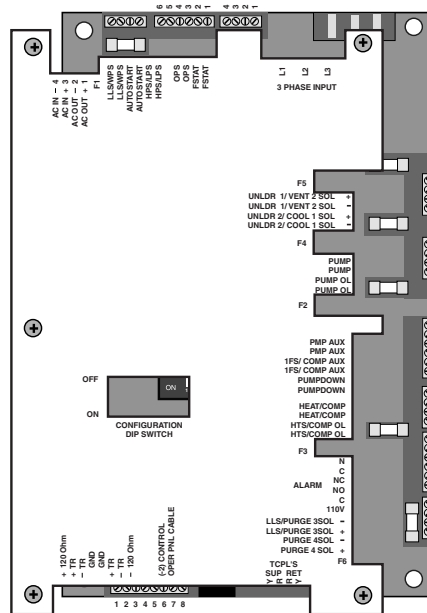 6 5 4 3 2 1
4 3 2 1
AC IN – 4
AC IN + 3
AC OUT – 2
AC OUT + 1
F1
LLS/WPS
LLS/WPS
AUTOSTART
AUTOSTART
HPS/LPS
HPS/LPS
OPS
OPS
FSTAT
FSTAT
L1
L2
L3
3 PHASE INPUT
F5
UNLDR 1/ VENT 2 SOL +
UNLDR 1/ VENT 2 SOL –
UNLDR 2/ COOL 1 SOL +
UNLDR 2/ COOL 1 SOL –
F4
PUMP
PUMP
PUMP OL
PUMP OL
F2
PMP AUX
PMP AUX
1FS/ COMP AUX
1FS/ COMP AUX
PUMPDOWN
PUMPDOWN
HEAT/COMP
HEAT/COMP
HTS/COMP OL
HTS/COMP OL
F3
OFF
ON
ON
CONFIGURATION
DIP SWITCH
N
C
ALARM NC
NO
C
110V
LLS/PURGE 3SOL –
LLS/PURGE 3SOL +
PURGE 4SOL –
PURGE 4 SOL +
F6
+ 120 Ohm
+ TR
– TR
GND
GND
+ TR
– TR
– 120 Ohm
(-2) CONTROL
OPER PNL CABLE
TCPL'S
SUP RET
Y R R Y
1 2 3 4 5 6 7 8